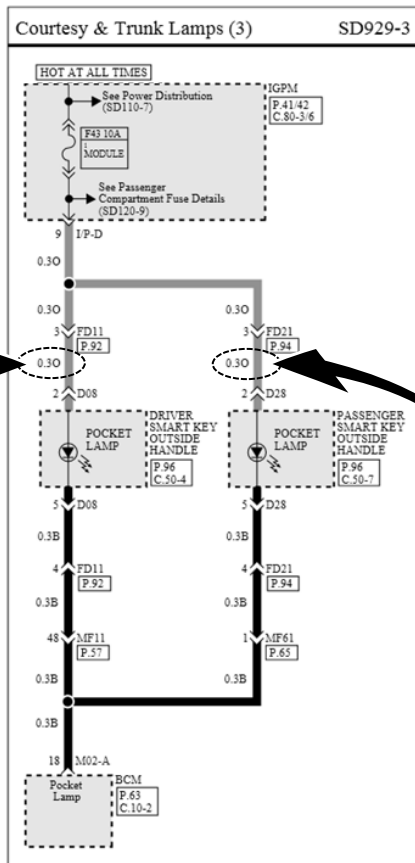 Courtesy & Trunk Lamps (3) SD929-3
HOT AT ALL TIMES
IGPM
P.41/42
C.80-3/6
See Power Distribution
(SD110-7)
F43 10A
1
MODULE
See Passenger
Compartment Fuse Details
(SD120-9)
9 I/P-D
0.3O
0.3O 0.3O
3 FD11 3 FD21
P.92 P.94
0.3O 0.3O
2 D08 2 D28
POCKET
LAMP
DRIVER
SMART KEY
OUTSIDE
HANDLE
P.96
C.50-4
POCKET
LAMP
PASSENGER
SMART KEY
OUTSIDE
HANDLE
P.96
C.50-7
5 D08 5 D28
0.3B 0.3B
4 FD11 4 FD21
P.92 P.94
0.3B 0.3B
48 MF11 1 MF61
P.57 P.65
0.3B 0.3B
0.3B
18 M02-A
Pocket
Lamp
BCM
P.63
C.10-2